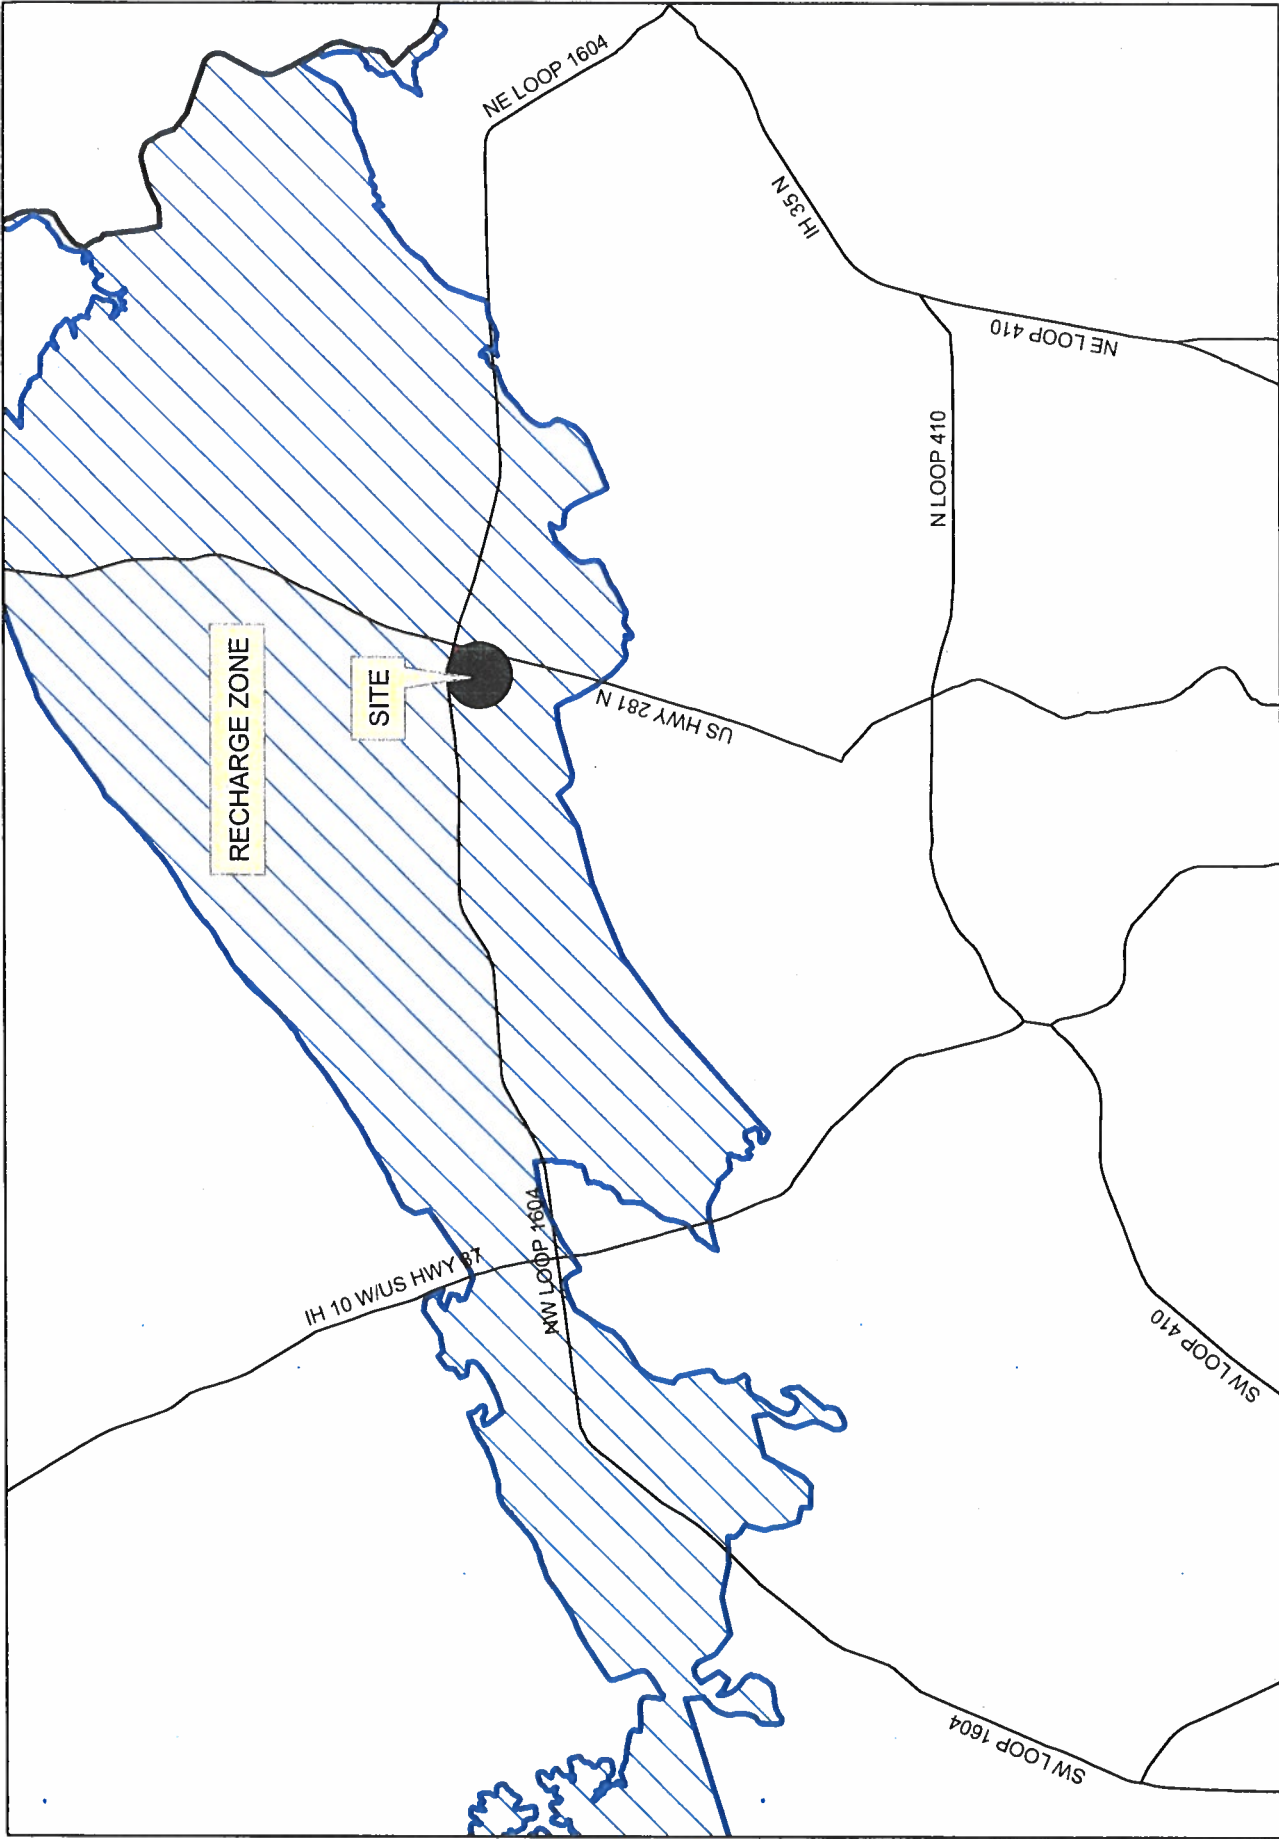 NE LOOP 1604
IH 35 N
NE LOOP 410
N LOOP 410
RECHARGE ZONE
SITE
US HWY 281 N
IH 10 W/US HWY 87
NW LOOP 1604
SW LOOP 410
SW LOOP 1604